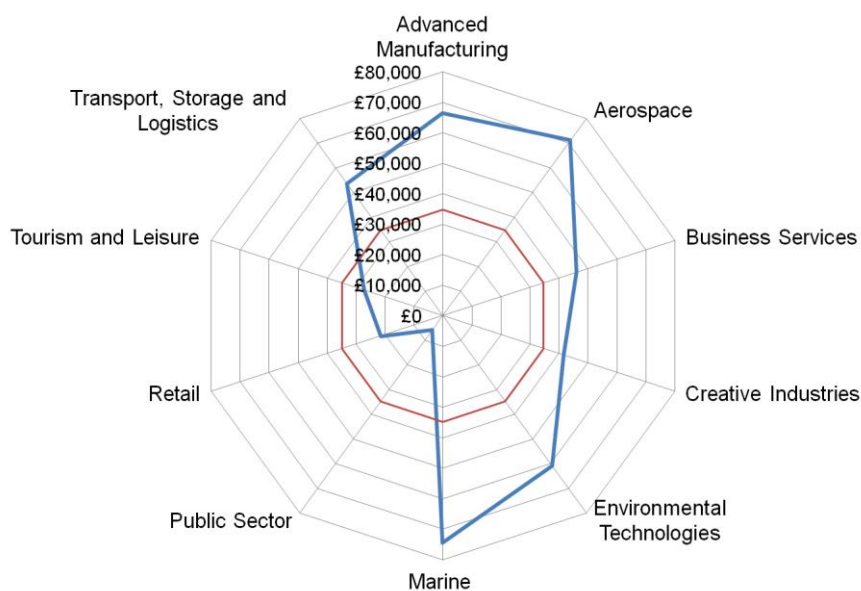 Advanced
Manufacturing
£80,000
£70,000
£60,000
£50,000
£40,000
£30,000
£20,000
£10,000
£0
Aerospace
Business Services
Creative Industries
Environmental
Technologies
Marine
Public Sector
Retail
Tourism and Leisure
Transport, Storage and
Logistics